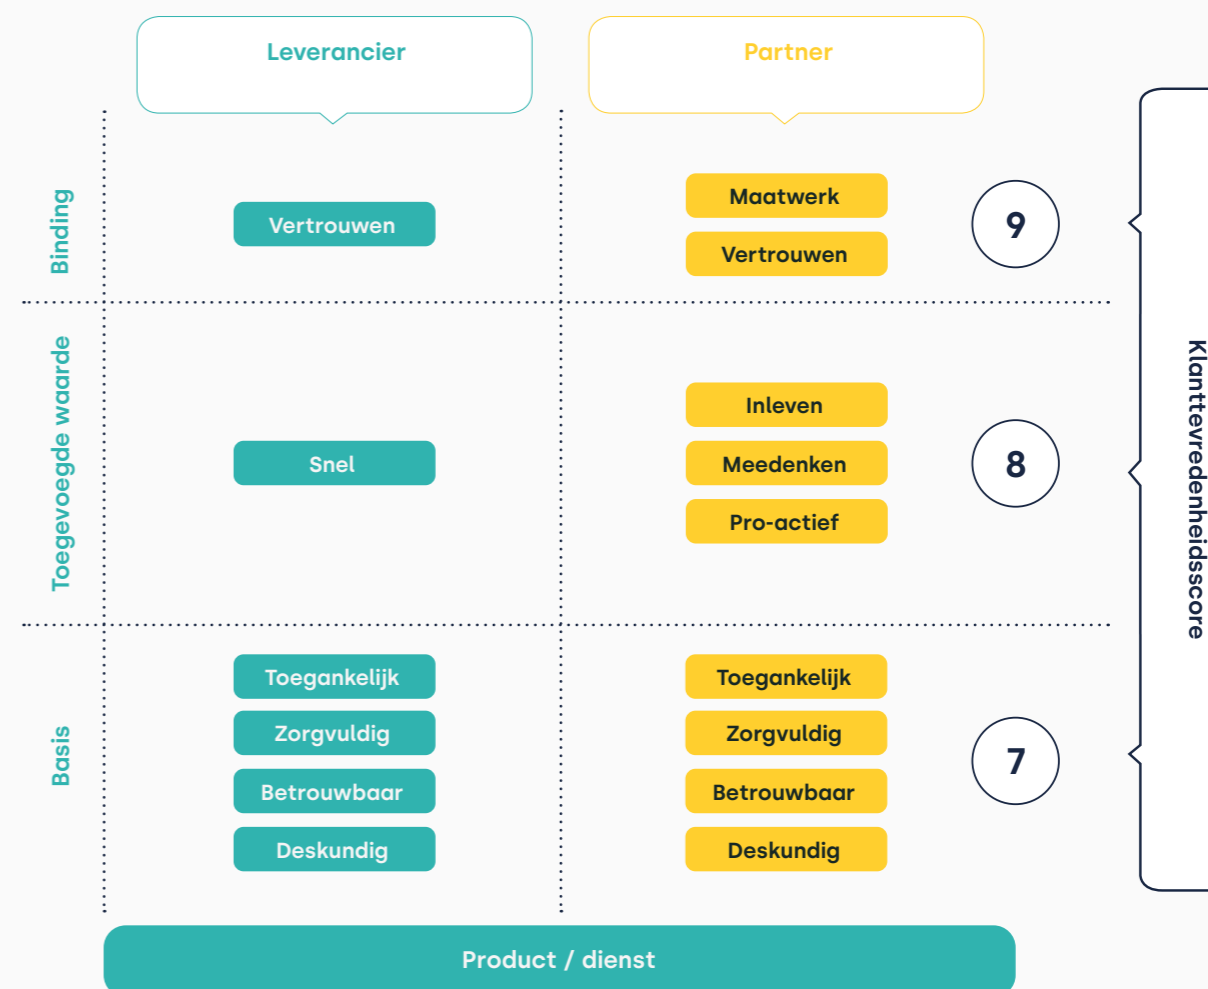 Leverancier
Partner
Binding
Vertrouwen
Maatwerk
Vertrouwen
9
Toegevoegde waarde
Snel
Inleven
Meedenken
Pro-actief
8
Basis
Toegankelijk
Zorgvuldig
Betrouwbaar
Deskundig
Toegankelijk
Zorgvuldig
Betrouwbaar
Deskundig
7
Klanttevredenheidsscore
Product / dienst